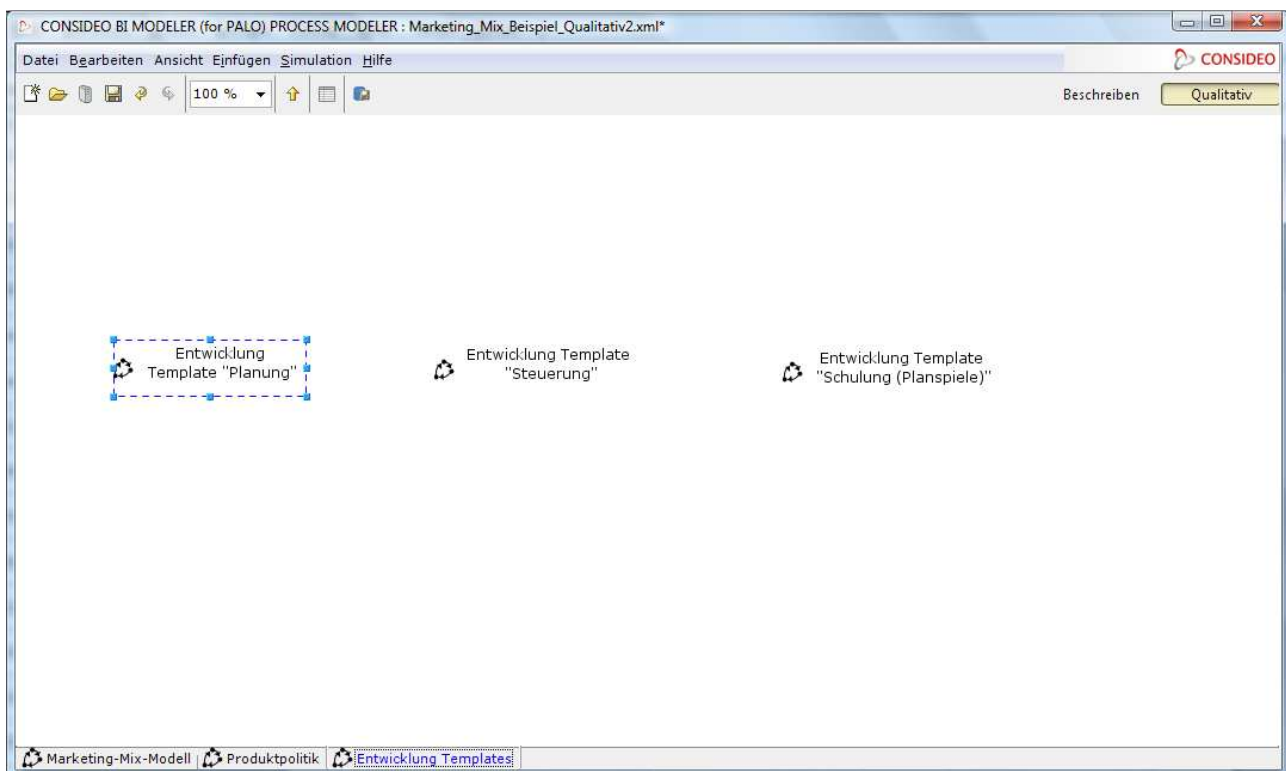 CONSIDEO BI MODELER (for PALO) PROCESS MODELER : Marketing_Mix_Beispiel_Qualitativ2.xml*
Datei Bearbeiten Ansicht Einfügen Simulation Hilfe
CONSIDEO
100 %
Beschreiben
Qualitativ
Entwicklung
Template "Planung"
Entwicklung Template
"Steuerung"
Entwicklung Template
"Schulung (Planspiele)"
Marketing-Mix-Modell
Produktpolitik
Entwicklung Templates